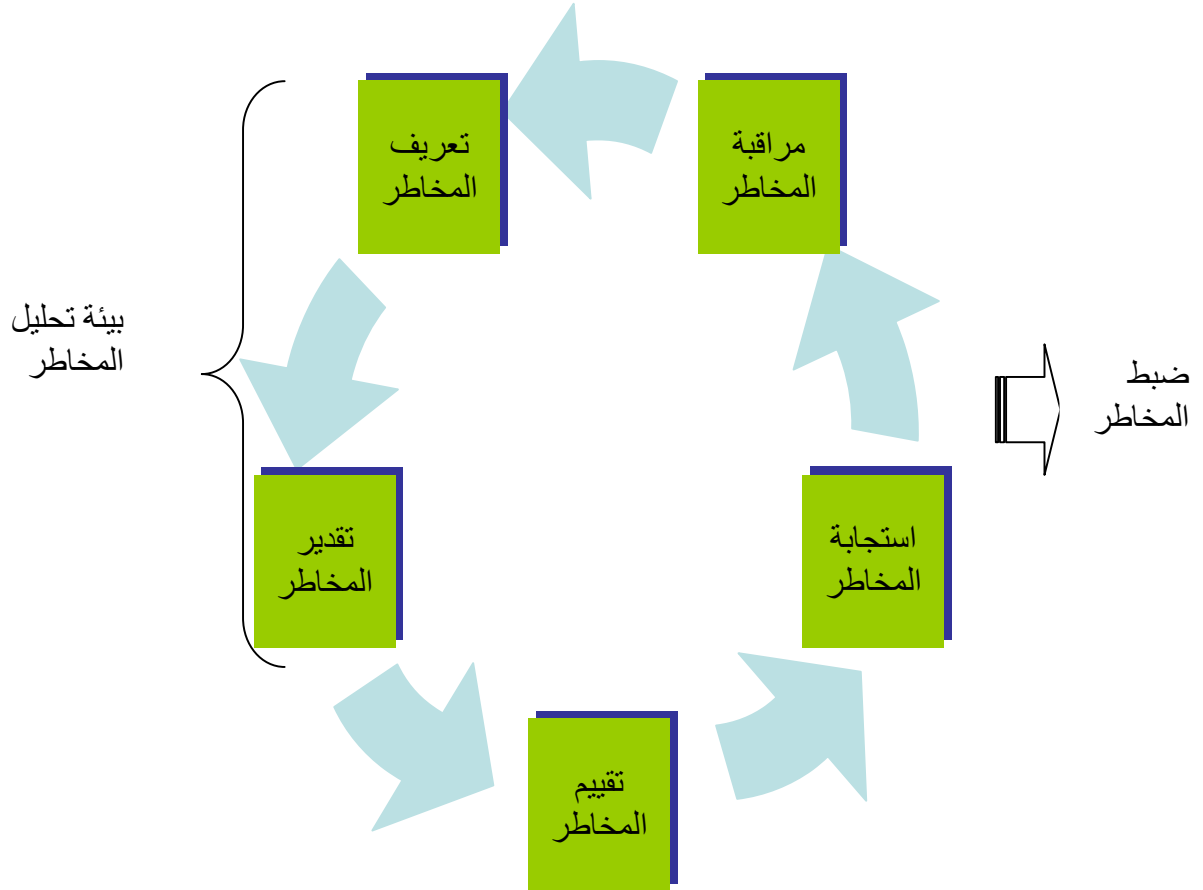 مراقبة
المخاطر
تعريف
المخاطر
بيئة تحليل
المخاطر
ضبط
المخاطر
استجابة
المخاطر
تقدير
المخاطر
تقييم
المخاطر